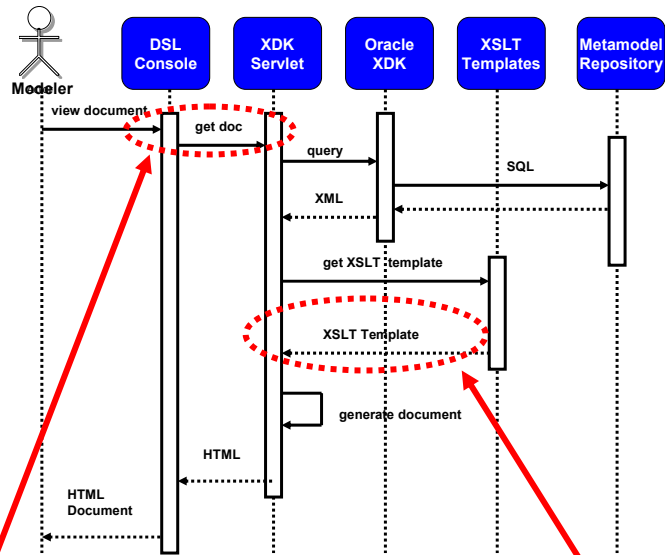 DSL
Console
XDK
Servlet
Oracle
XDK
XSLT
Templates
Metamodel
Repository
Modeler
view document
get doc
query
SQL
XML
get XSLT template
XSLT Template
generate document
HTML
HTML
Document